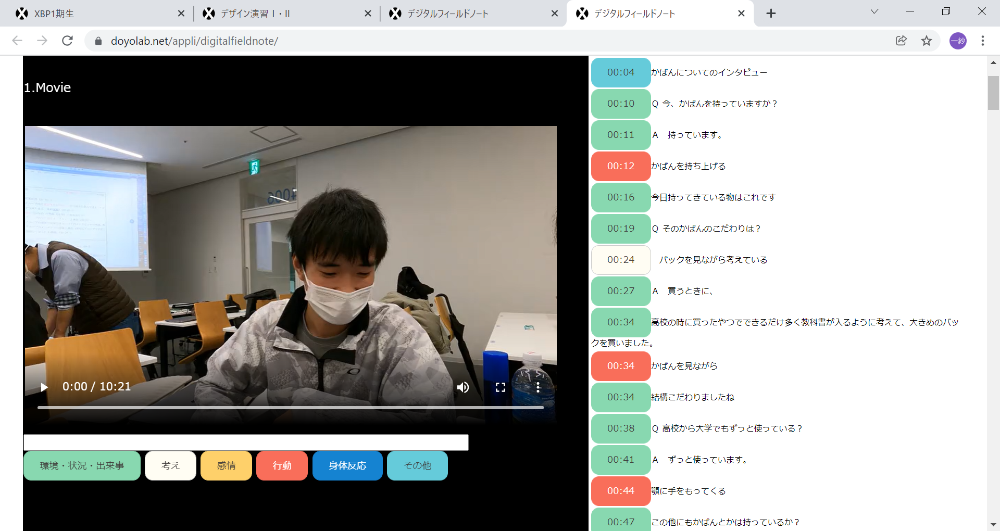 XBP1期生
デザイン演習Ⅰ・Ⅱ
デジタルフィールドノート
デジタルフィールドノート
doyolab.net/appli/digitalfieldnote/
一紗
1.Movie
4006
0:00 / 10:21
環境・状況・出来事
考え
感情
行動
身体反応
その他
00:04 かばんについてのインタビュー
00:10 Q 今、かばんを持っていますか？
00:11 A　持っています。
00:12 かばんを持ち上げる
00:16 今日持ってきている物はこれです
00:19 Q そのかばんのこだわりは？
00:24 バックを見ながら考えている
00:27 A　買うときに、
00:34 高校の時に買ったやつでできるだけ多く教科書が入るように考えて、大きめのバッ
クを買いました。
00:34 かばんを見ながら
00:34 結構こだわりましたね
00:38 Q 高校から大学でもずっと使っている？
00:41 A　ずっと使っています。
00:44 顎に手をもってくる
00:47 この他にもかばんとかは持っているか？